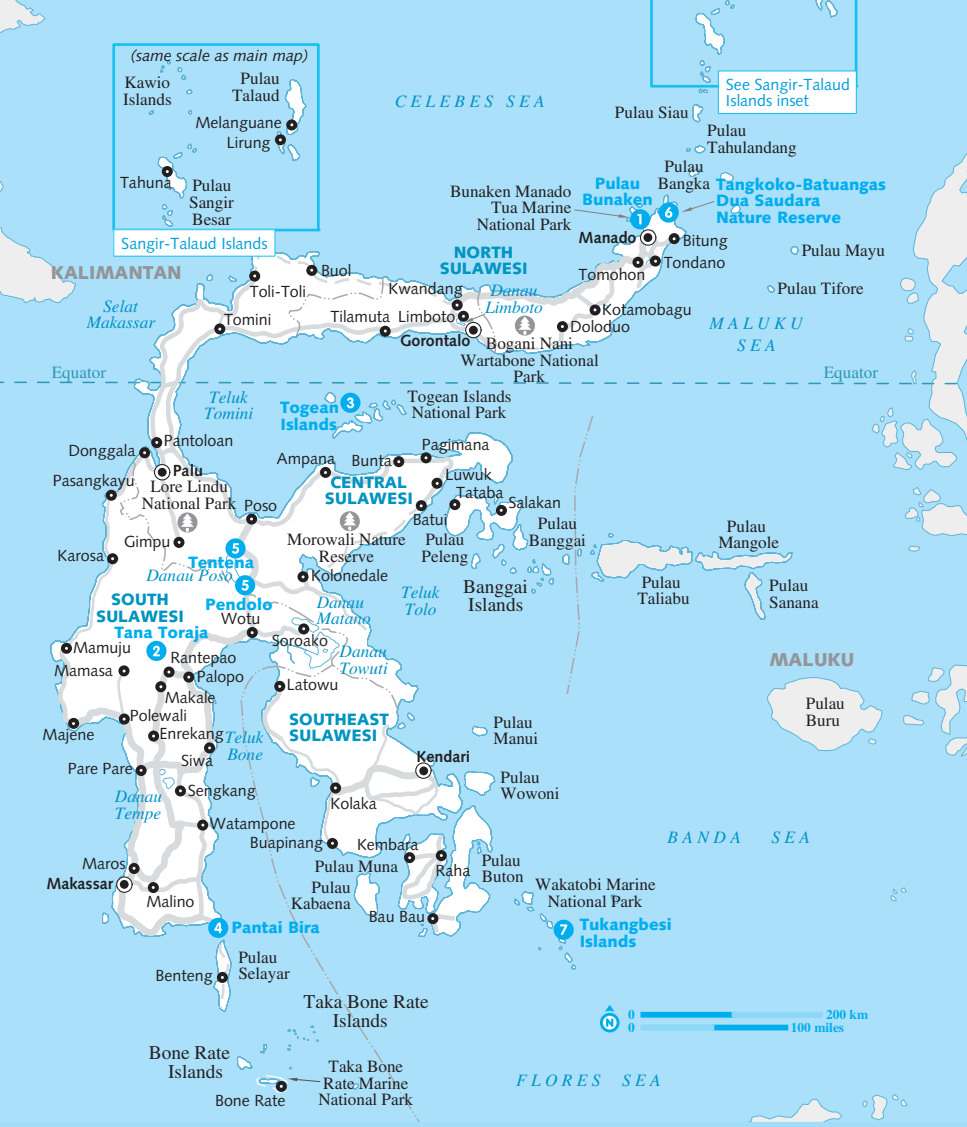 (same scale as main map)
Kawio
Islands
Pulau
Talaud
Melanguane
Lirung
Tahuna
Pulau
Sangir
Besar
Sangir-Talaud Islands
CELEBES SEA
See Sangir-Talaud
Islands inset
Pulau Siau
Pulau
Tahulandang
Pulau
Bangka
Bunaken Manado
Tua Marine
National Park
Pulau
Bunaken
1
6
Tangkoko-Batuangas
Dua Saudara
Nature Reserve
Manado
Bitung
Tomohon
Tondano
Pulau Mayu
Pulau Tifore
KALIMANTAN
NORTH
SULAWESI
Buol
Toli-Toli
Kwandang
Danau
Limboto
Selat
Makassar
Tomini
Tilamuta
Limboto
Gorontalo
Kotamobagu
Doloduo
Bogani Nani
Wartabone National
Park
MALUKU
SEA
Equator
Equator
Teluk
Tomini
Togean
Islands
3
Togean Islands
National Park
Donggala
Pantoloan
Palu
Pasangkayu
Lore Lindu
National Park
Ampana
Bunta
Pagimana
CENTRAL
SULAWESI
Luwuk
Tataba
Salakan
Batui
Poso
Gimpu
Karosa
Morowali Nature
Reserve
Pulau
Peleng
Pulau
Banggai
Pulau
Mangole
5
Tentena
Danau Poso
5
Pendolo
Kolonedale
Teluk
Tolo
Banggai
Islands
Pulau
Taliabu
Pulau
Sanana
SOUTH
SULAWESI
Danau
Matano
Tana Toraja
2
Wotu
Soroako
Danau
Towuti
Mamuju
Mamasa
Rantepao
Palopo
Makale
Latowu
MALUKU
Pulau
Buru
Polewali
Majene
Enrekang
Siwa
Teluk
Bone
SOUTHEAST
SULAWESI
Pulau
Manui
Kendari
Pulau
Wowoni
Pare Pare
Sengkang
Danau
Tempe
Kolaka
Watampone
Buapinang
Kembara
BANDA SEA
Maros
Makassar
Malino
Pulau Muna
Raha
Pulau
Buton
Pulau
Kabaena
Bau Bau
Wakatobi Marine
National Park
4
Pantai Bira
7
Tukangbesi
Islands
Pulau
Selayar
Benteng
Taka Bone Rate
Islands
N
0
200 km
0
100 miles
Bone Rate
Islands
Taka Bone
Rate Marine
National Park
Bone Rate
FLORES SEA